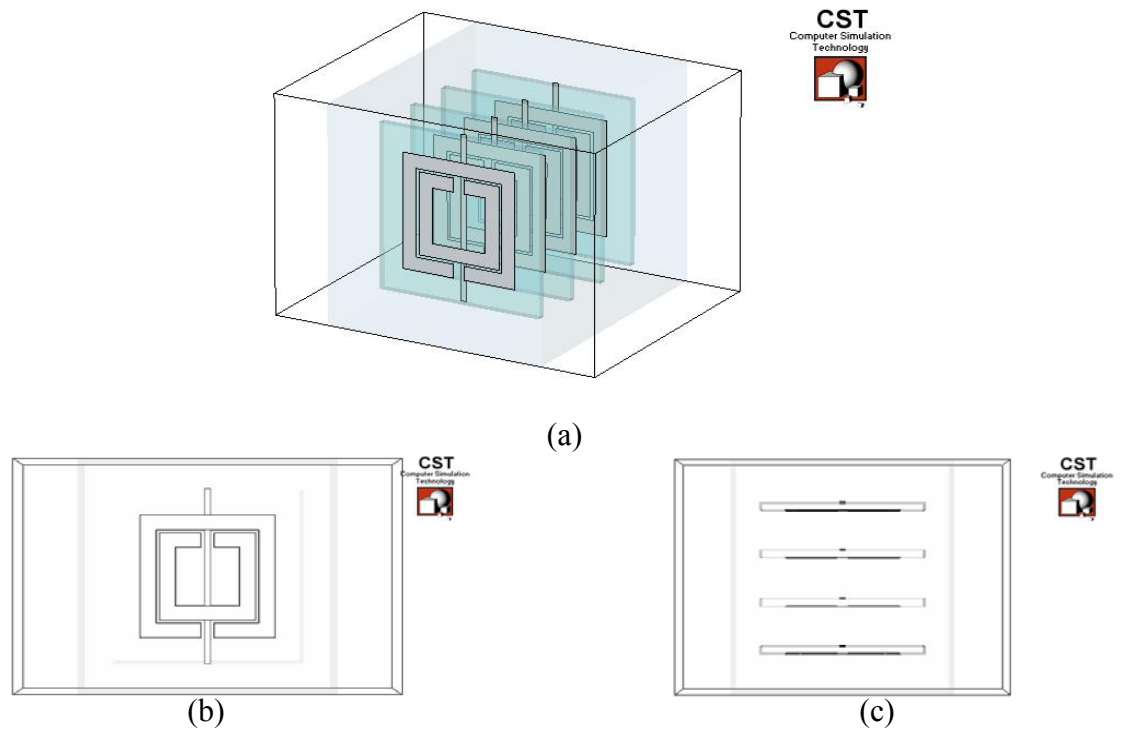 CST
Computer Simulation
Technology
(a)
CST
Computer Simulation
Technology
(b)
CST
Computer Simulation
Technology
(c)